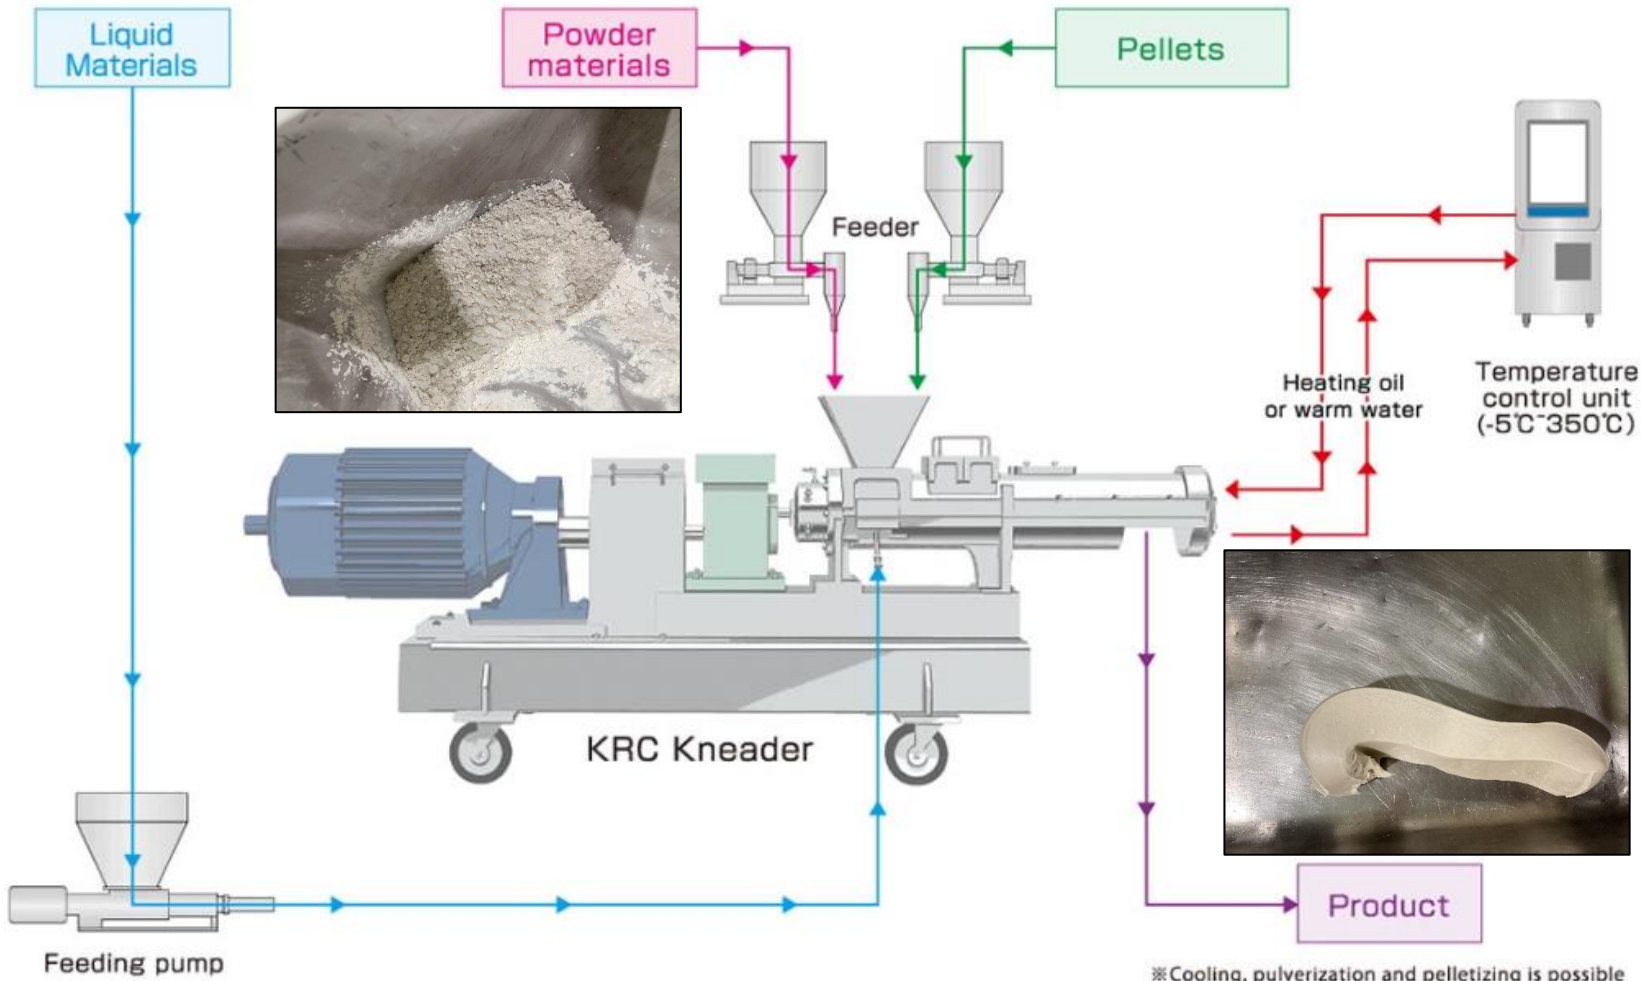 Liquid
Materials
Powder
materials
Pellets
Feeder
Heating oil
or warm water
Temperature
control unit
(-5℃~350℃)
KRC Kneader
Feeding pump
Product
※Cooling, pulverization and pelletizing is possible